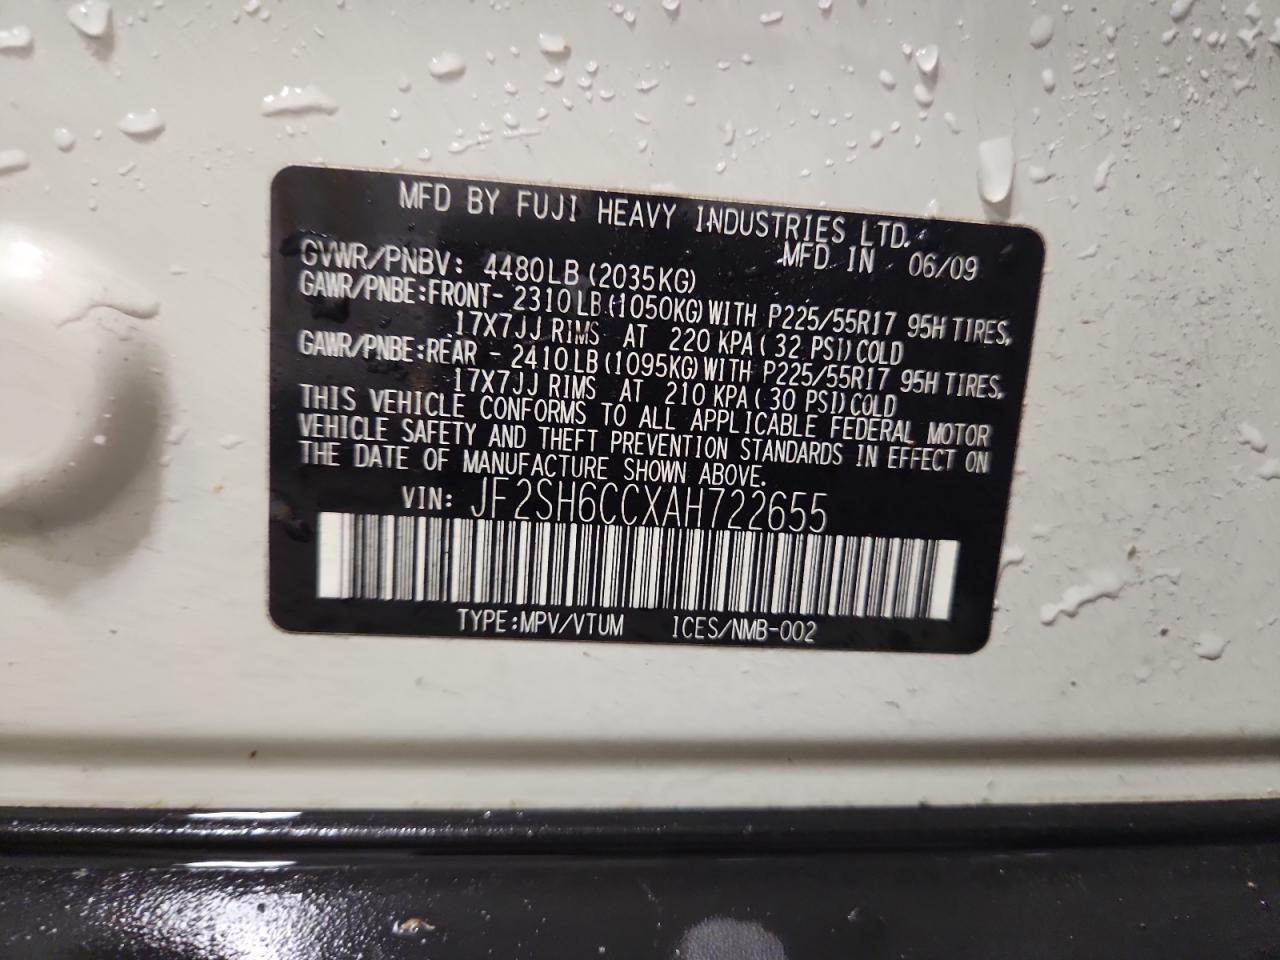 MFD BY FUJI HEAVY INDUSTRIES LTD.
MFD IN 06/09
GVWR/PNBV: 4480LB (2035KG)
GAWR/PNBE:FRONT- 2310LB (1050KG) WITH P225/55R17 95H TIRES,
17X7JJ RIMS AT 220 KPA ( 32 PSI) COLD
GAWR/PNBE:REAR - 2410LB (1095KG) WITH P225/55R17 95H TIRES,
17X7JJ RIMS AT 210 KPA ( 30 PSI) COLD
THIS VEHICLE CONFORMS TO ALL APPLICABLE FEDERAL MOTOR
VEHICLE SAFETY AND THEFT PREVENTION STANDARDS IN EFFECT ON
THE DATE OF MANUFACTURE SHOWN ABOVE.
VIN: JF2SH6CCXAH722655
TYPE:MPV/VTUM ICES/NMB-002